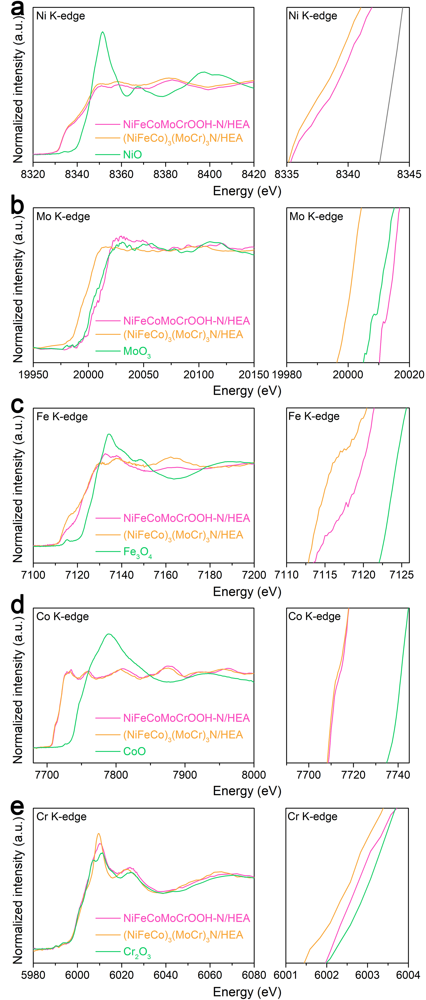 a
Ni K-edge
Ni K-edge
Normalized intensity (a.u.)
NiFeCoMoCrOOH-N/HEA
(NiFeCo)3(MoCr)3N/HEA
NiO
8320 8340 8360 8380 8400 8420
8335 8340 8345
Energy (eV)
b
Mo K-edge
Mo K-edge
Normalized intensity (a.u.)
NiFeCoMoCrOOH-N/HEA
(NiFeCo)3(MoCr)3N/HEA
MoO3
19950 20000 20050 20100 20150
19980 20000 20020
Energy (eV)
c
Fe K-edge
Fe K-edge
Normalized intensity (a.u.)
NiFeCoMoCrOOH-N/HEA
(NiFeCo)3(MoCr)3N/HEA
Fe3O4
7100 7120 7140 7160 7180 7200
7110 7115 7120 7125
Energy (eV)
d
Co K-edge
Co K-edge
Normalized intensity (a.u.)
NiFeCoMoCrOOH-N/HEA
(NiFeCo)3(MoCr)3N/HEA
CoO
7700 7800 7900 8000
7700 7720 7740
Energy (eV)
e
Cr K-edge
Cr K-edge
Normalized intensity (a.u.)
NiFeCoMoCrOOH-N/HEA
(NiFeCo)3(MoCr)3N/HEA
Cr2O3
5980 6000 6020 6040 6060 6080
6001 6002 6003 6004
Energy (eV)